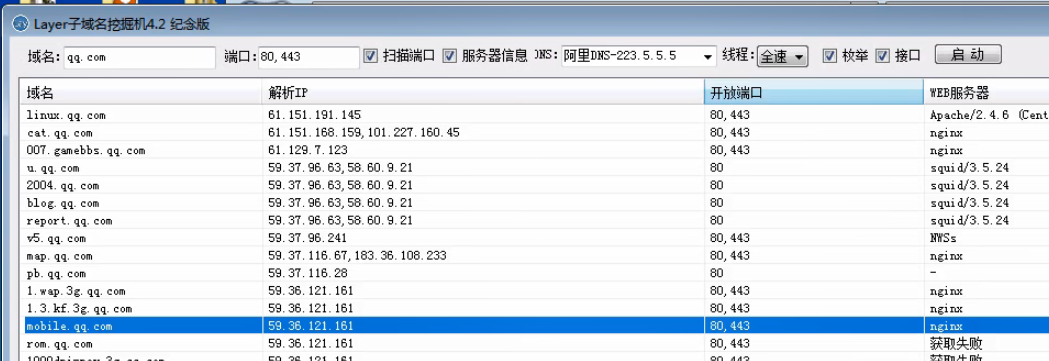 Layer子域名挖掘机4.2 纪念版
域名: qq.com 端口: 80,443 扫描端口 服务器信息 DNS: 阿里DNS-223.5.5.5 线程: 全速 枚举 接口 启动
域名 解析IP 开放端口 WEB服务器
linux.qq.com 61.151.191.145 80,443 Apache/2.4.6 (Cent
cat.qq.com 61.151.168.159,101.227.160.45 80,443 nginx
007.gamebbs.qq.com 61.129.7.123 80,443 nginx
u.qq.com 59.37.96.63,58.60.9.21 80 squid/3.5.24
2004.qq.com 59.37.96.63,58.60.9.21 80 squid/3.5.24
blog.qq.com 59.37.96.63,58.60.9.21 80 squid/3.5.24
report.qq.com 59.37.96.63,58.60.9.21 80 squid/3.5.24
v5.qq.com 59.37.96.241 80,443 NWSs
map.qq.com 59.37.116.67,183.36.108.233 80,443 nginx
pb.qq.com 59.37.116.28 80 -
1.wap.3g.qq.com 59.36.121.161 80,443 nginx
1.3.kf.3g.qq.com 59.36.121.161 80,443 nginx
mobile.qq.com 59.36.121.161 80,443 nginx
rom.qq.com 59.36.121.161 80,443 获取失败
59.36.121.161 80,443 获取失败